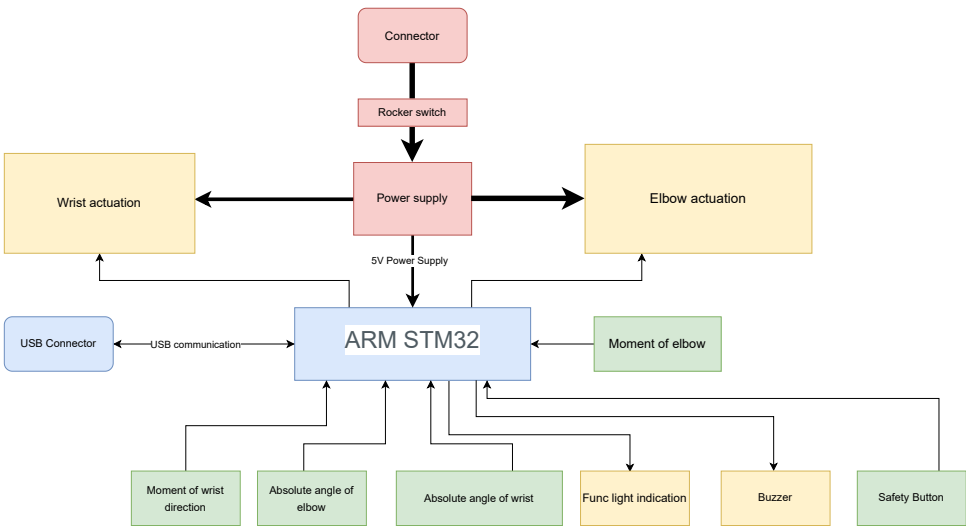 Connector
Rocker switch
Wrist actuation
Power supply
Elbow actuation
5V Power Supply
USB Connector
USB communication
ARM STM32
Moment of elbow
Moment of wrist
direction
Absolute angle of
elbow
Absolute angle of wrist
Func light indication
Buzzer
Safety Button